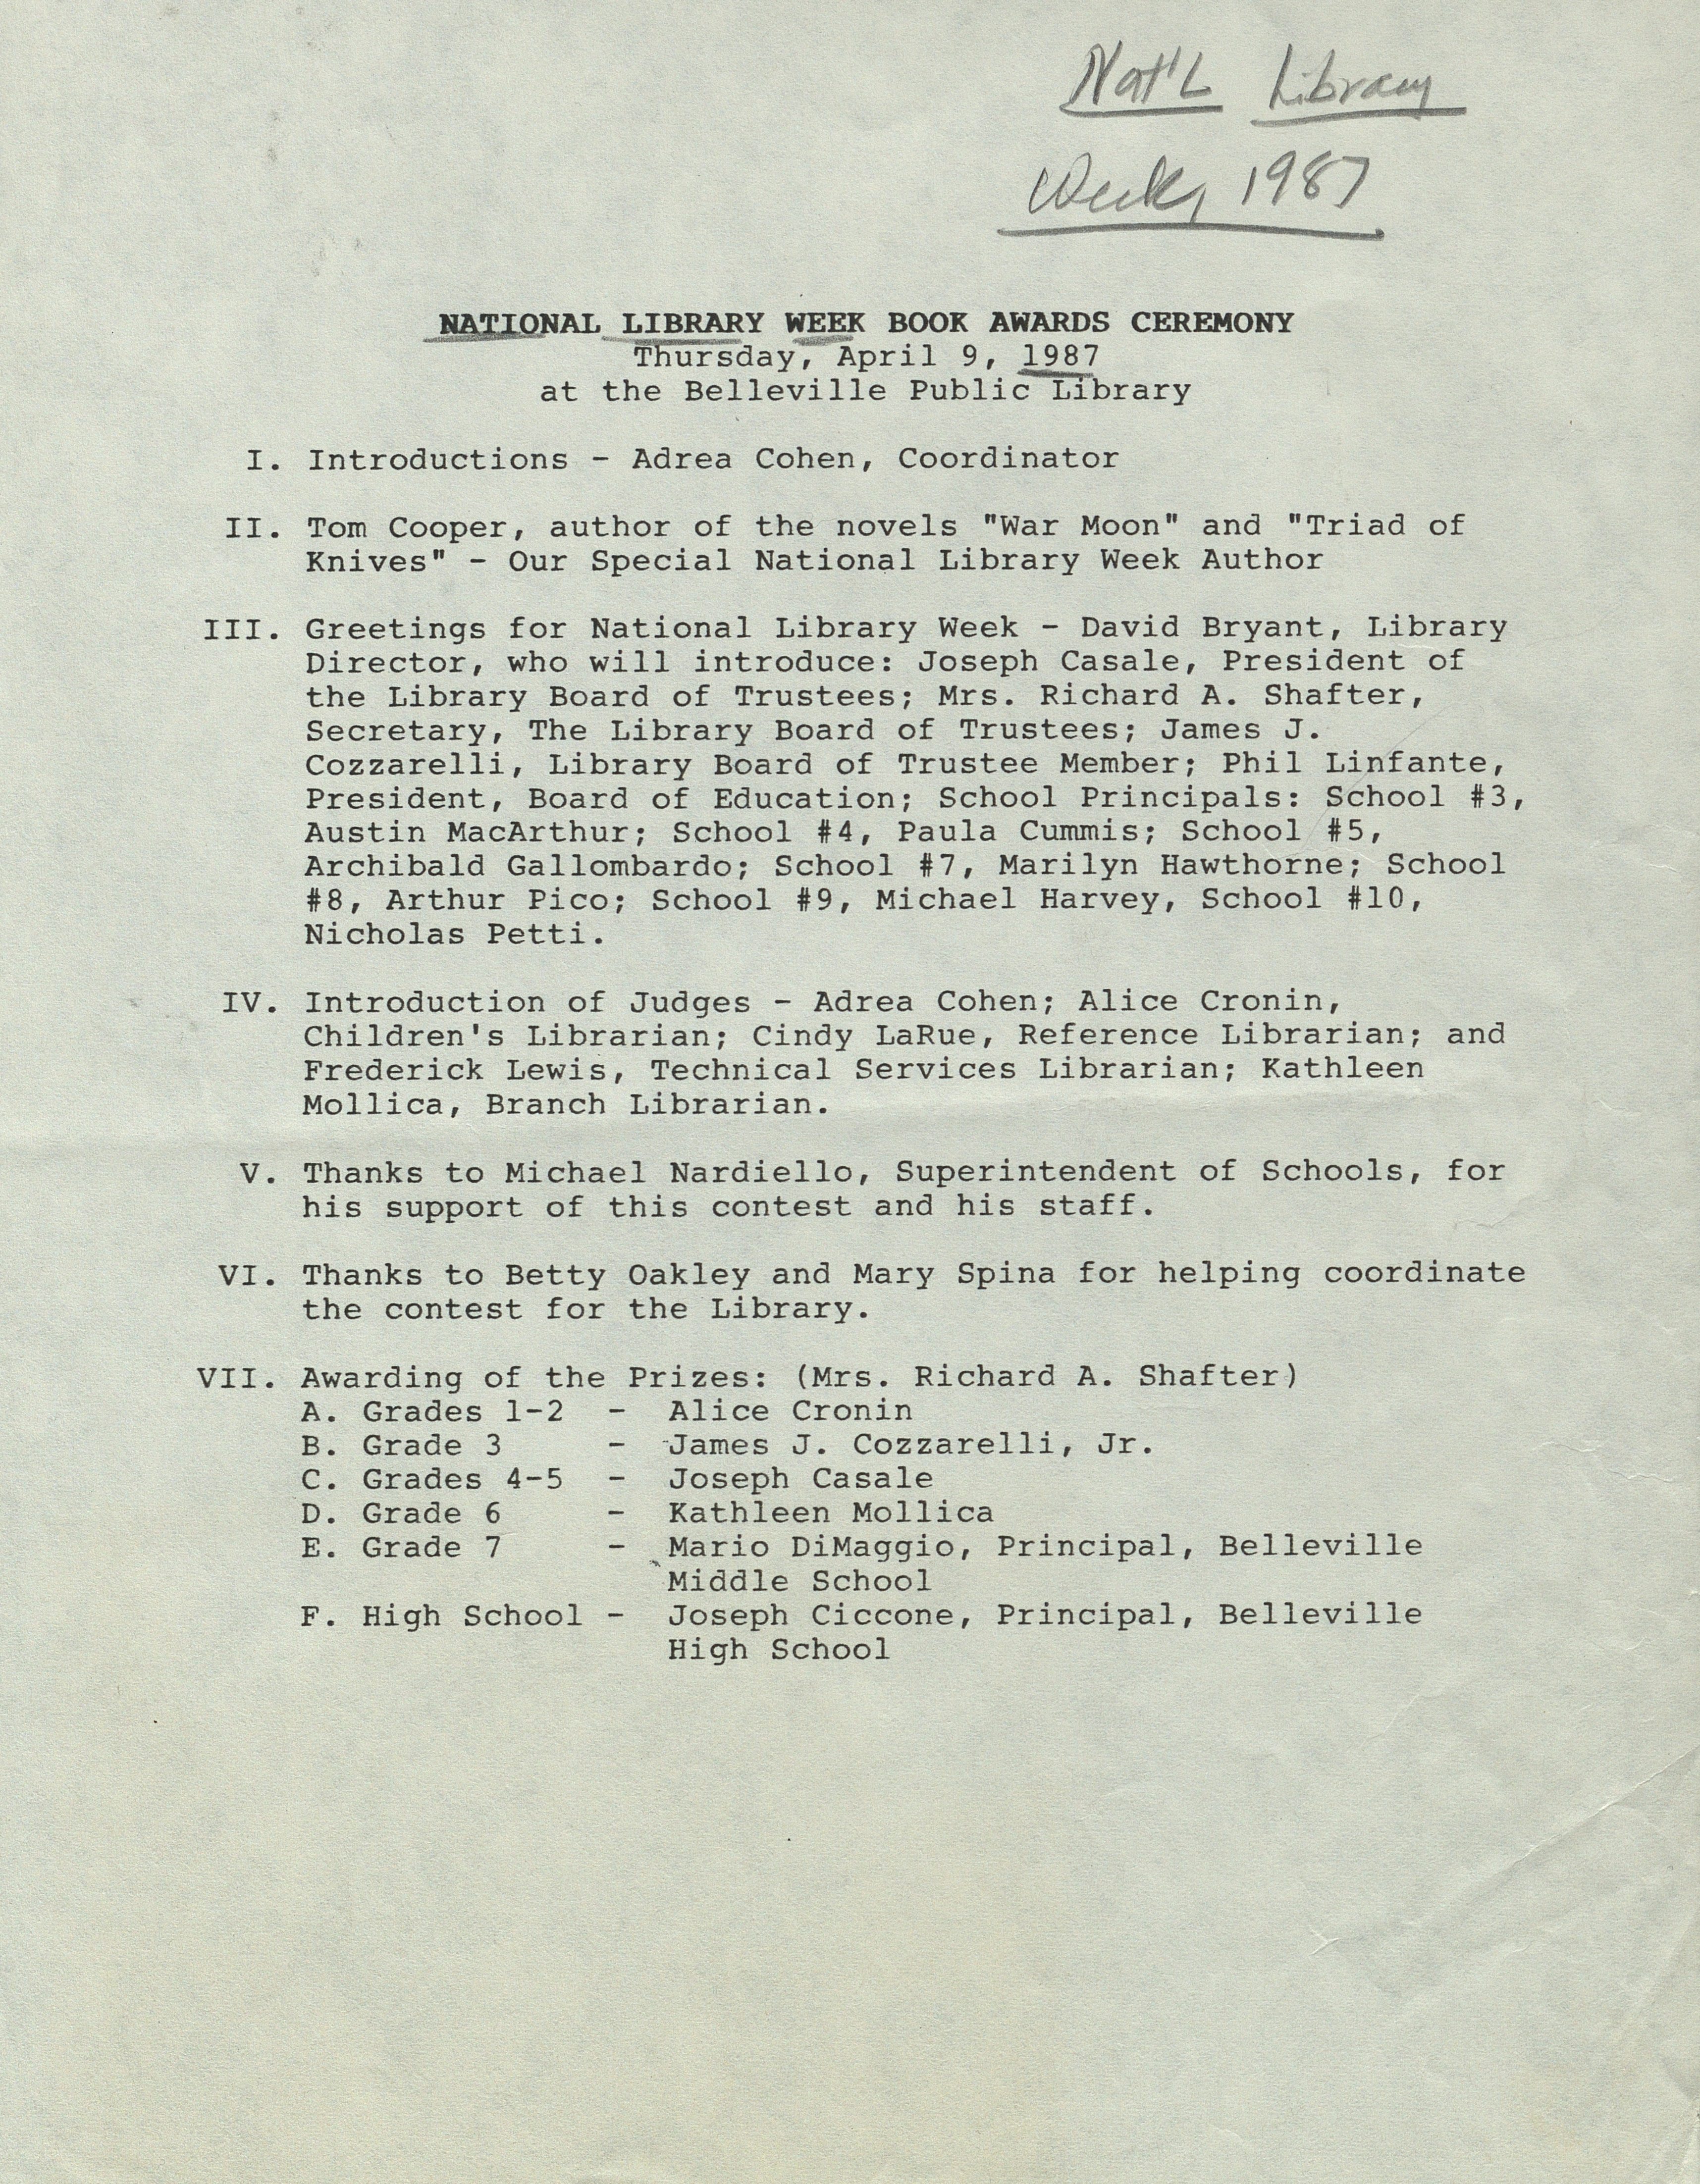 Nat'l Library
Week, 1987
NATIONAL LIBRARY WEEK BOOK AWARDS CEREMONY
Thursday, April 9, 1987
at the Belleville Public Library
I. Introductions - Adrea Cohen, Coordinator
II. Tom Cooper, author of the novels "War Moon" and "Triad of
Knives" - Our Special National Library Week Author
III. Greetings for National Library Week - David Bryant, Library
Director, who will introduce: Joseph Casale, President of
the Library Board of Trustees; Mrs. Richard A. Shafter,
Secretary, The Library Board of Trustees; James J.
Cozzarelli, Library Board of Trustee Member; Phil Linfante,
President, Board of Education; School Principals: School #3,
Austin MacArthur; School #4, Paula Cummis; School #5,
Archibald Gallombardo; School #7, Marilyn Hawthorne; School
#8, Arthur Pico; School #9, Michael Harvey, School #10,
Nicholas Petti.
IV. Introduction of Judges - Adrea Cohen; Alice Cronin,
Children's Librarian; Cindy LaRue, Reference Librarian; and
Frederick Lewis, Technical Services Librarian; Kathleen
Mollica, Branch Librarian.
V. Thanks to Michael Nardiello, Superintendent of Schools, for
his support of this contest and his staff.
VI. Thanks to Betty Oakley and Mary Spina for helping coordinate
the contest for the Library.
VII. Awarding of the Prizes: (Mrs. Richard A. Shafter)
A. Grades 1-2 - Alice Cronin
B. Grade 3 - James J. Cozzarelli, Jr.
C. Grades 4-5 - Joseph Casale
D. Grade 6 - Kathleen Mollica
E. Grade 7 - Mario DiMaggio, Principal, Belleville
Middle School
F. High School - Joseph Ciccone, Principal, Belleville
High School